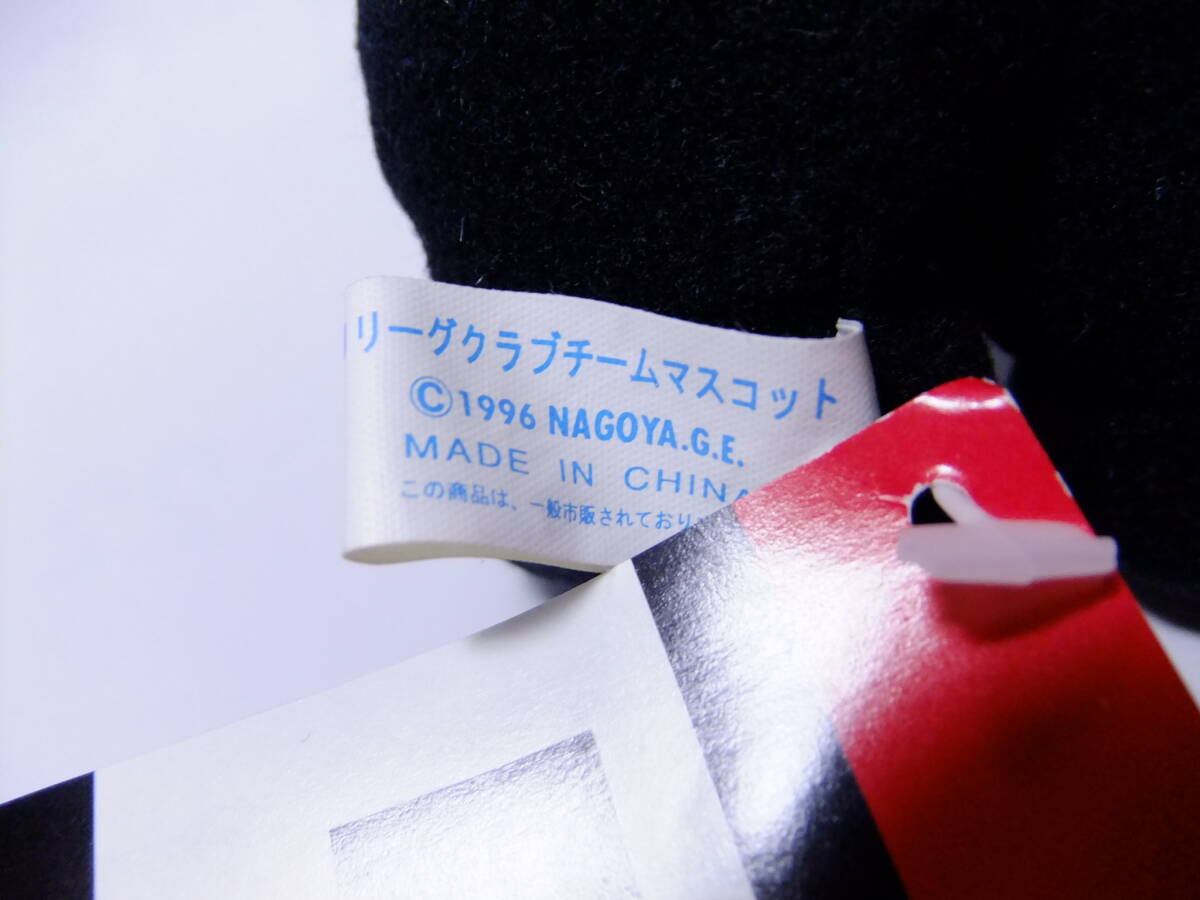 リーグクラブチームマスコット
©1996 NAGOYA.G.E.
MADE IN CHINA
この商品は、一般市販されており